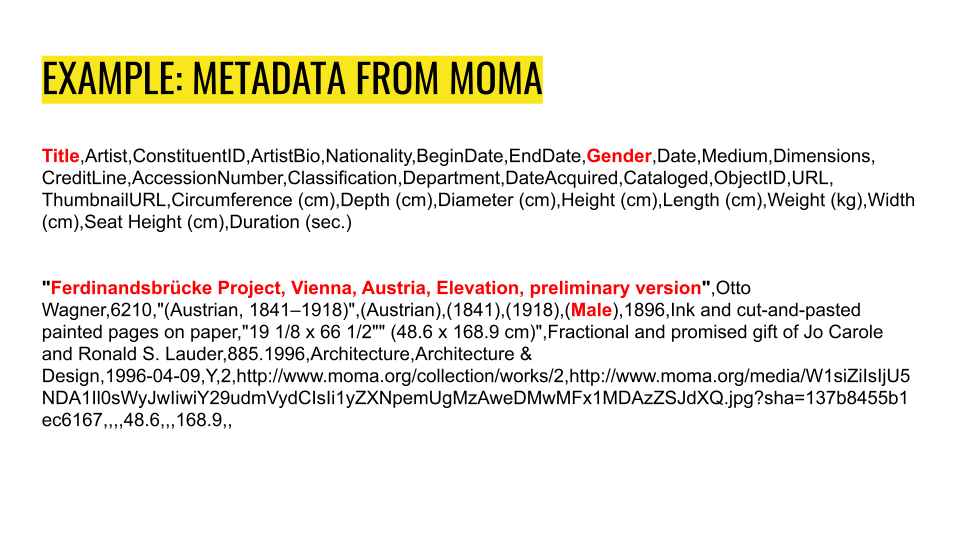 EXAMPLE: METADATA FROM MOMA
Title,Artist,ConstituentID,ArtistBio,Nationality,BeginDate,EndDate,Gender,Date,Medium,Dimensions,
CreditLine,AccessionNumber,Classification,Department,DateAcquired,Cataloged,ObjectID,URL,
ThumbnailURL,Circumference (cm),Depth (cm),Diameter (cm),Height (cm),Length (cm),Weight (kg),Width
(cm),Seat Height (cm),Duration (sec.)
"Ferdinandsbrücke Project, Vienna, Austria, Elevation, preliminary version",Otto
Wagner,6210,"(Austrian, 1841–1918)",(Austrian),(1841),(1918),(Male),1896,Ink and cut-and-pasted
painted pages on paper,"19 1/8 x 66 1/2"" (48.6 x 168.9 cm)",Fractional and promised gift of Jo Carole
and Ronald S. Lauder,885.1996,Architecture,Architecture &
Design,1996-04-09,Y,2,http://www.moma.org/collection/works/2,http://www.moma.org/media/W1siZiIsIjU5
NDA1Il0sWyJwIiwiY29udmVydCIsIi1yZXNpemUgMzAweDMwMFx1MDAzZSJdXQ.jpg?sha=137b8455b1
ec6167,,,,48.6,,,168.9,,